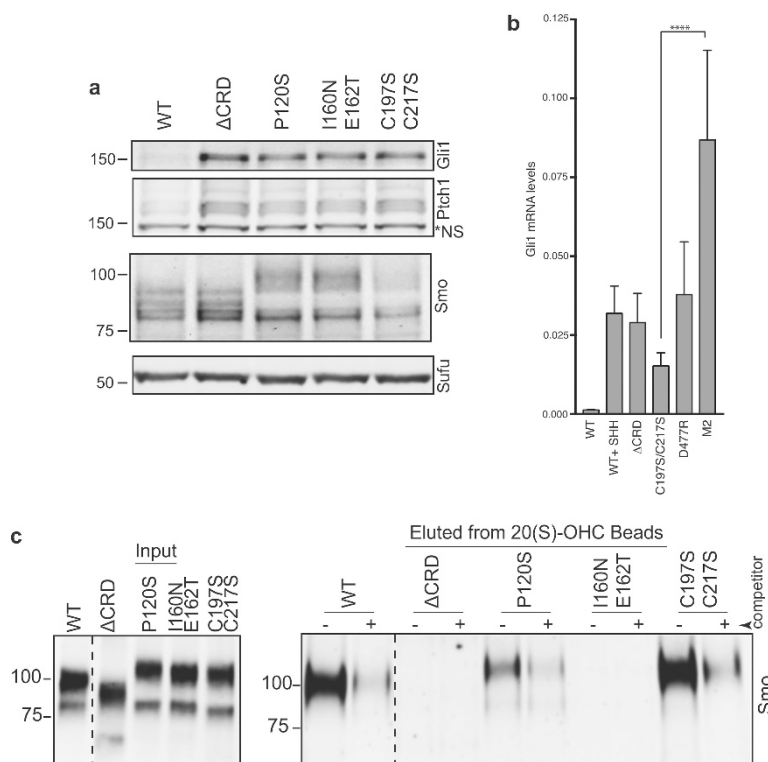 a
WT
ΔCRD
P120S
I160N
E162T
C197S
C217S
150
Gli1
150
Ptch1
*NS
100
75
Smo
50
Sufu
b
****
0.125
0.100
0.075
0.050
0.025
0.000
Gli1 mRNA levels
WT
WT+ SHH
ΔCRD
C197S/C217S
D477R
M2
c
Input
WT
ΔCRD
P120S
I160N
E162T
C197S
C217S
100
75
Eluted from 20(S)-OHC Beads
WT
ΔCRD
P120S
I160N
E162T
C197S
C217S
- + - + - + - + - +
competitor
100
75
Smo